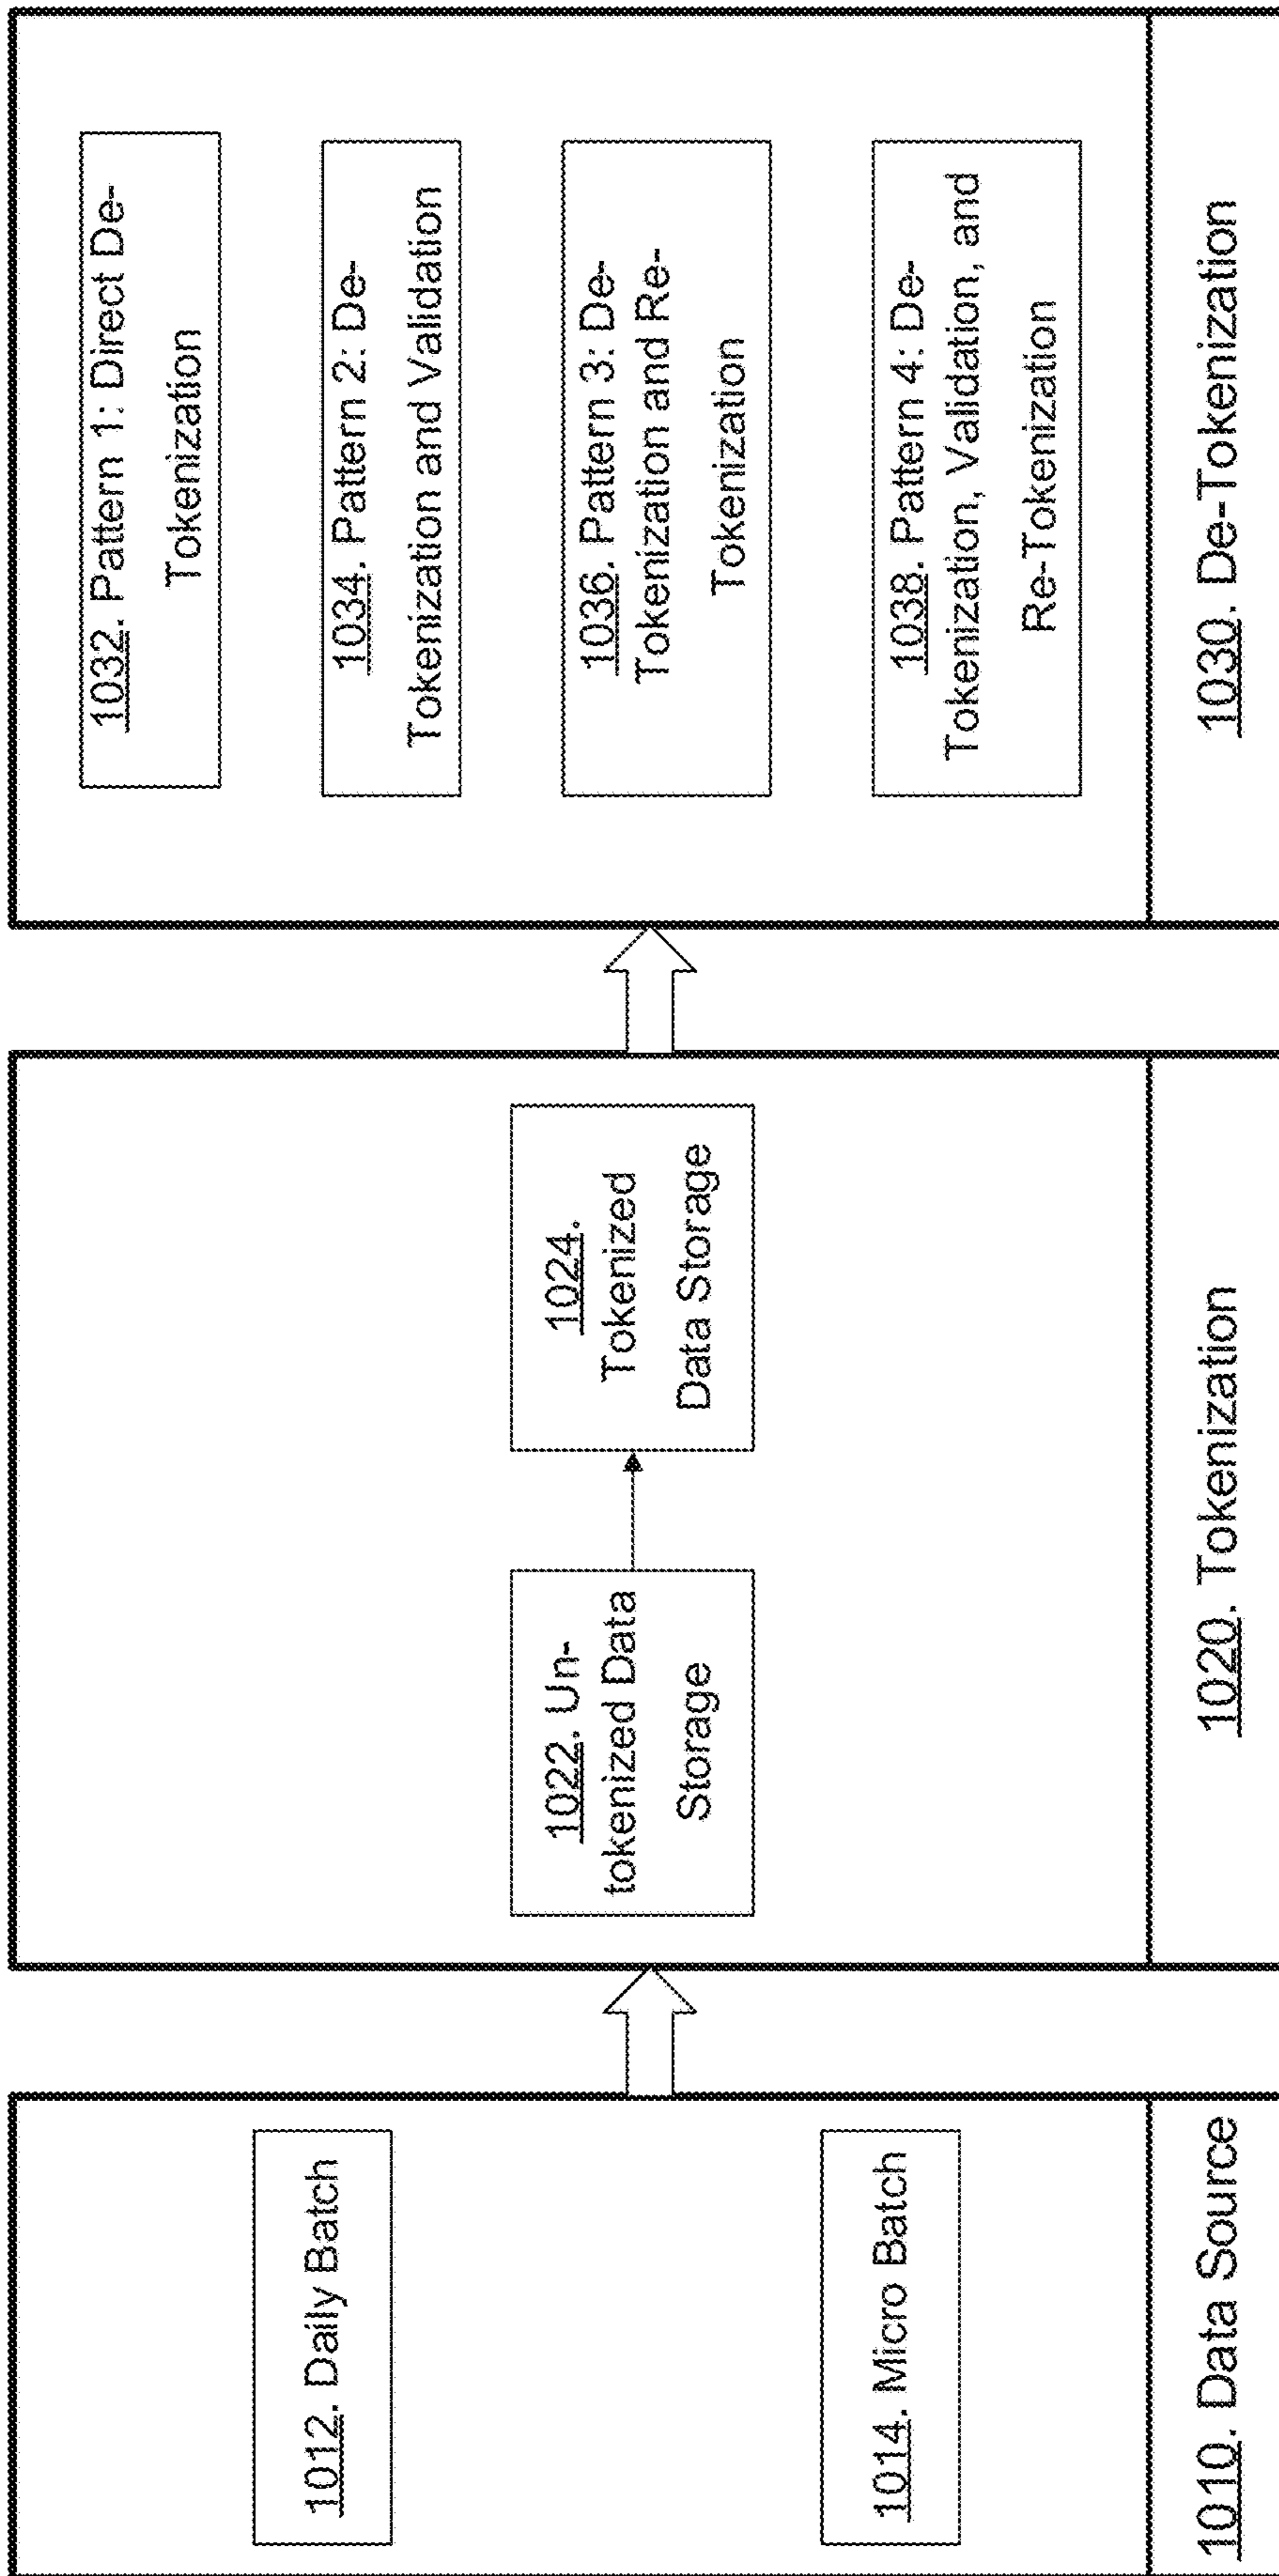 1012. Daily Batch
1014. Micro Batch
1010. Data Source
1022. Un-
tokenized Data
Storage
1024.
Tokenized
Data Storage
1020. Tokenization
1032. Pattern 1: Direct De-
Tokenization
1034. Pattern 2: De-
Tokenization and Validation
1036. Pattern 3: De-
Tokenization and Re-
Tokenization
1038. Pattern 4: De-
Tokenization, Validation, and
Re-Tokenization
1030. De-Tokenization